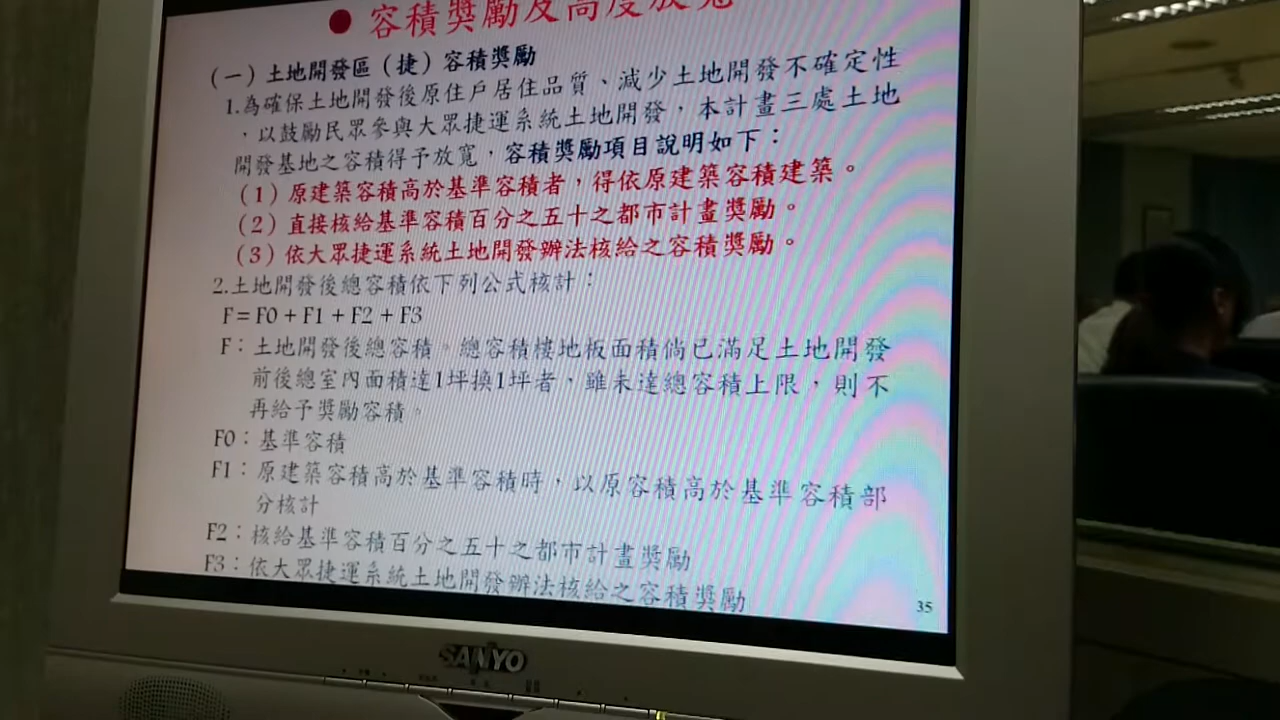 ● 容積獎勵及高度放寬
(一)土地開發區(捷)容積獎勵
1.為確保土地開發後原住戶居住品質、減少土地開發不確定性
,以鼓勵民眾參與大眾捷運系統土地開發,本計畫三處土地
開發基地之容積得予放寬,容積獎勵項目說明如下:
(1)原建築容積高於基準容積者,得依原建築容積建築。
(2)直接核給基準容積百分之五十之都市計畫獎勵。
(3)依大眾捷運系統土地開發辦法核給之容積獎勵。
2.土地開發後總容積依下列公式核計:
F=F0+F1+F2+F3
F:土地開發後總容積。總容積樓地板面積倘已滿足土地開發
前後總室內面積達1坪換1坪者,雖未達總容積上限,則不
再給予獎勵容積。
F0:基準容積
F1:原建築容積高於基準容積時,以原容積高於基準容積部
分核計
F2:核給基準容積百分之五十之都市計畫獎勵
F3:依大眾捷運系統土地開發辦法核給之容積獎勵
35
SANYO